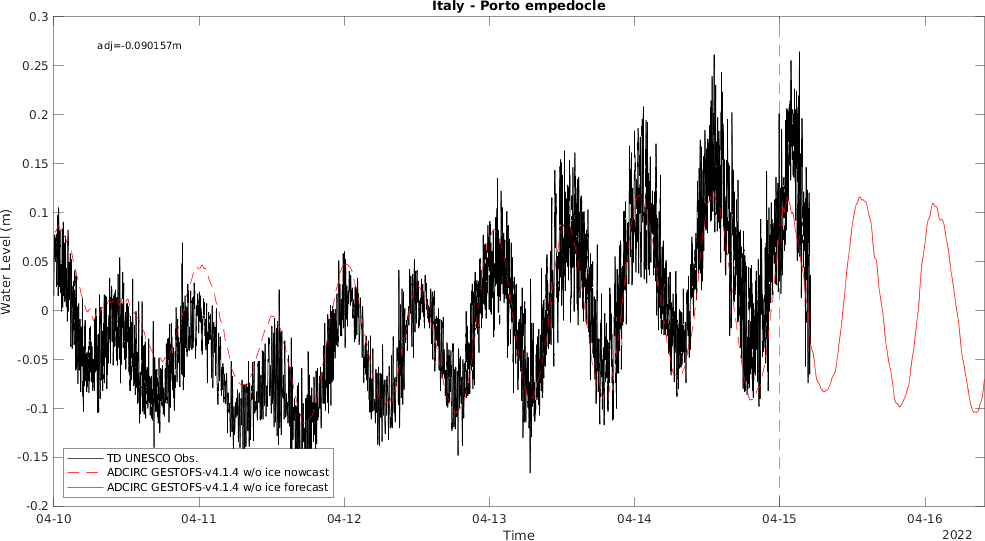 Italy - Porto empedocle
adj=-0.090157m
0.3
0.25
0.2
0.15
0.1
0.05
0
-0.05
-0.1
-0.15
-0.2
Water Level (m)
TD UNESCO Obs.
ADCIRC GESTOFS-v4.1.4 w/o ice nowcast
ADCIRC GESTOFS-v4.1.4 w/o ice forecast
04-10 04-11 04-12 04-13 04-14 04-15 04-16
Time
2022